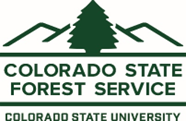 COLORADO STATE
FOREST SERVICE
COLORADO STATE UNIVERSITY